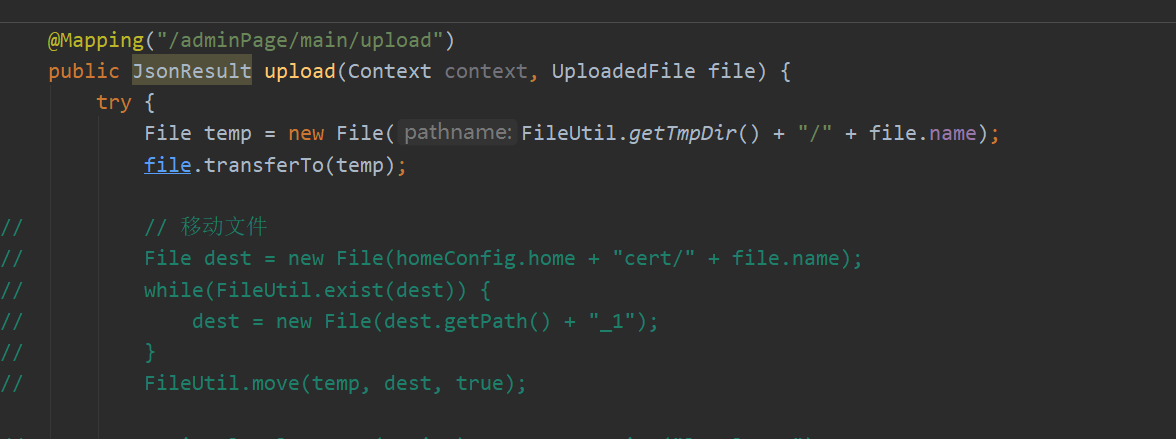 @Mapping("/adminPage/main/upload")
public JsonResult upload(Context context, UploadedFile file) {
try {
File temp = new File( pathname: FileUtil.getTmpDir() + "/" + file.name);
file.transferTo(temp);
// // 移动文件
// File dest = new File(homeConfig.home + "cert/" + file.name);
// while(FileUtil.exist(dest)) {
// dest = new File(dest.getPath() + "_1");
// }
// FileUtil.move(temp, dest, true);